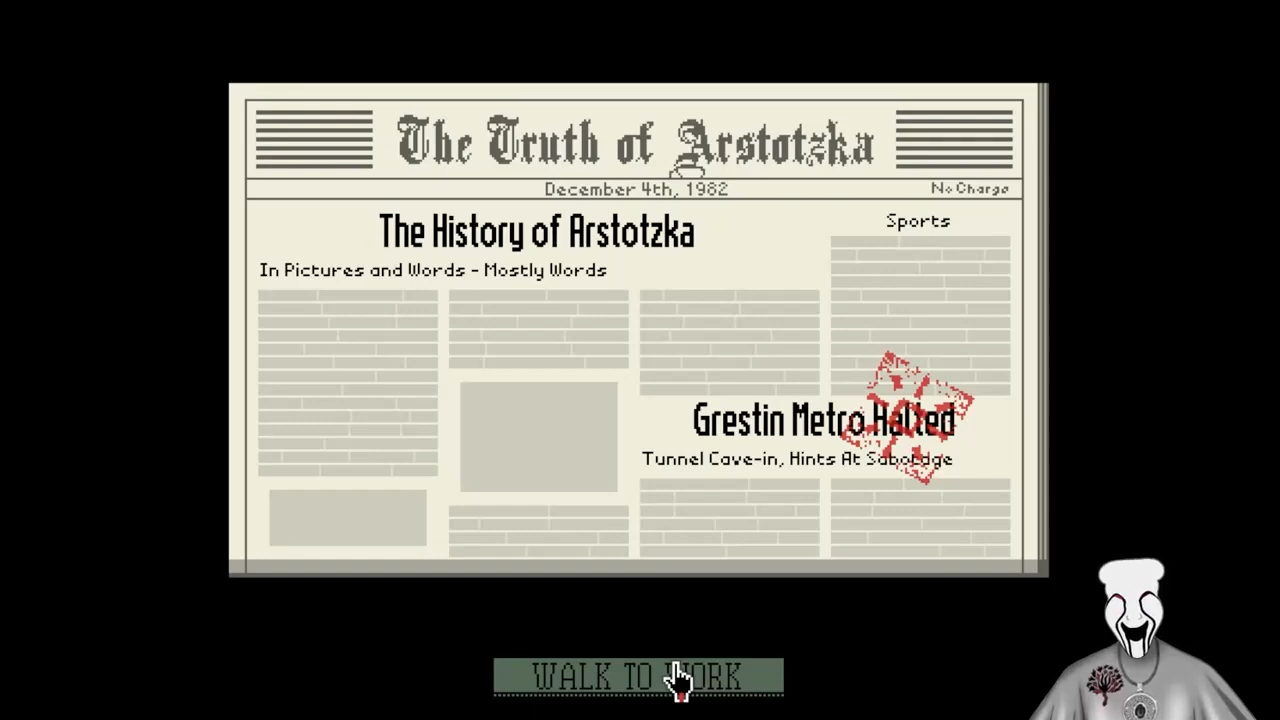 The Truth of Arstotzka
December 4th, 1982
No Charge
The History of Arstotzka
In Pictures and Words - Mostly Words
Sports
Grestin Metro Halted
Tunnel Cave-in, Hints At Sabotage
WALK TO WORK